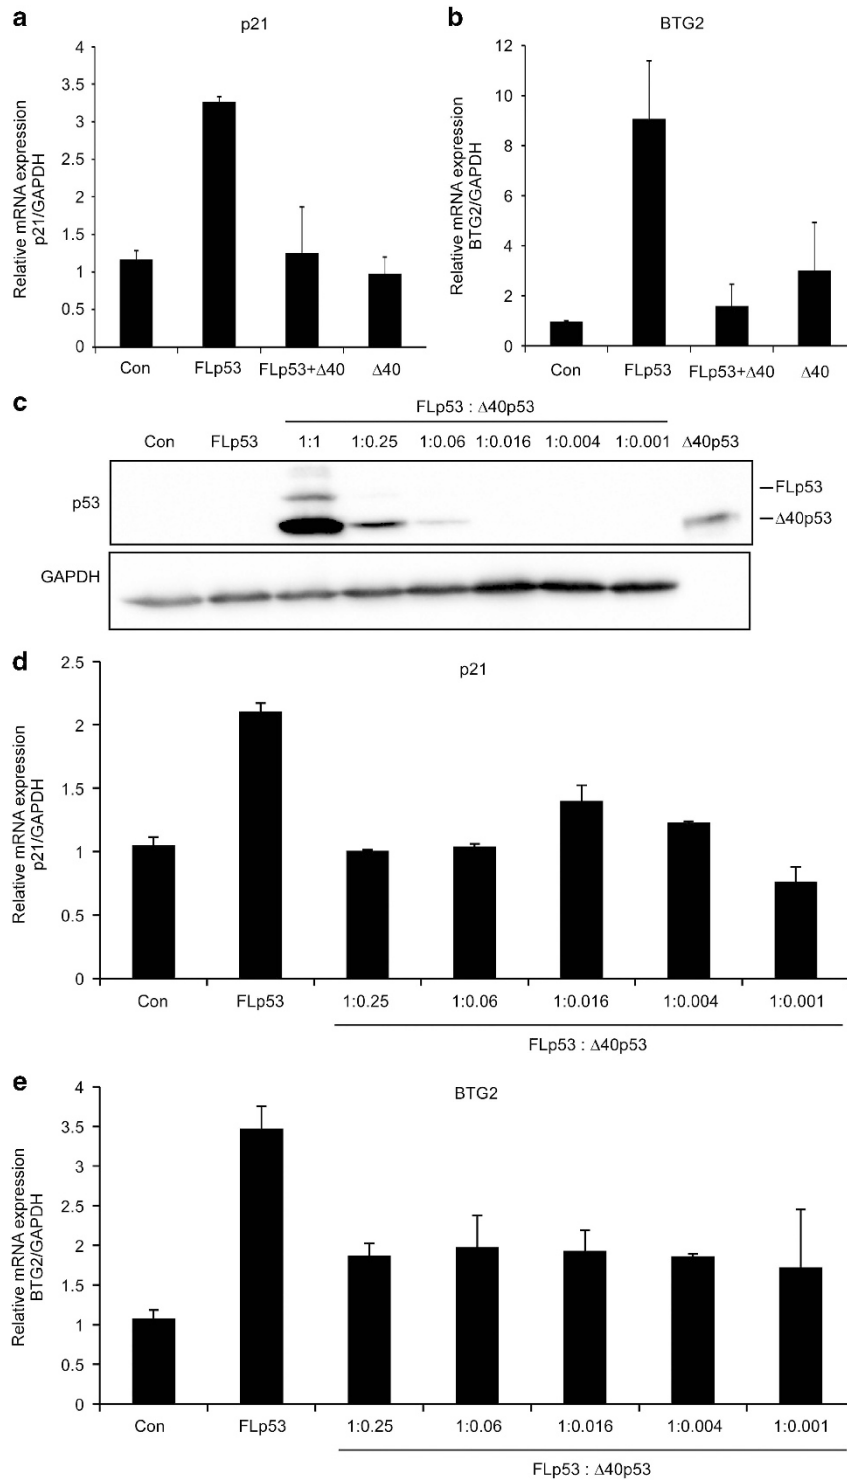 a
p21
4
3.5
3
2.5
2
1.5
1
0.5
0
Relative mRNA expression
p21/GAPDH
Con FLp53 FLp53+Δ40 Δ40
b
BTG2
12
10
8
6
4
2
0
Relative mRNA expression
BTG2/GAPDH
Con FLp53 FLp53+Δ40 Δ40
c
FLp53 : Δ40p53
Con FLp53 1:1 1:0.25 1:0.06 1:0.016 1:0.004 1:0.001 Δ40p53
p53
FLp53
Δ40p53
GAPDH
d
p21
2.5
2
1.5
1
0.5
0
Relative mRNA expression
p21/GAPDH
Con FLp53 1:0.25 1:0.06 1:0.016 1:0.004 1:0.001
FLp53 : Δ40p53
e
BTG2
4
3.5
3
2.5
2
1.5
1
0.5
0
Relative mRNA expression
BTG2/GAPDH
Con FLp53 1:0.25 1:0.06 1:0.016 1:0.004 1:0.001
FLp53 : Δ40p53